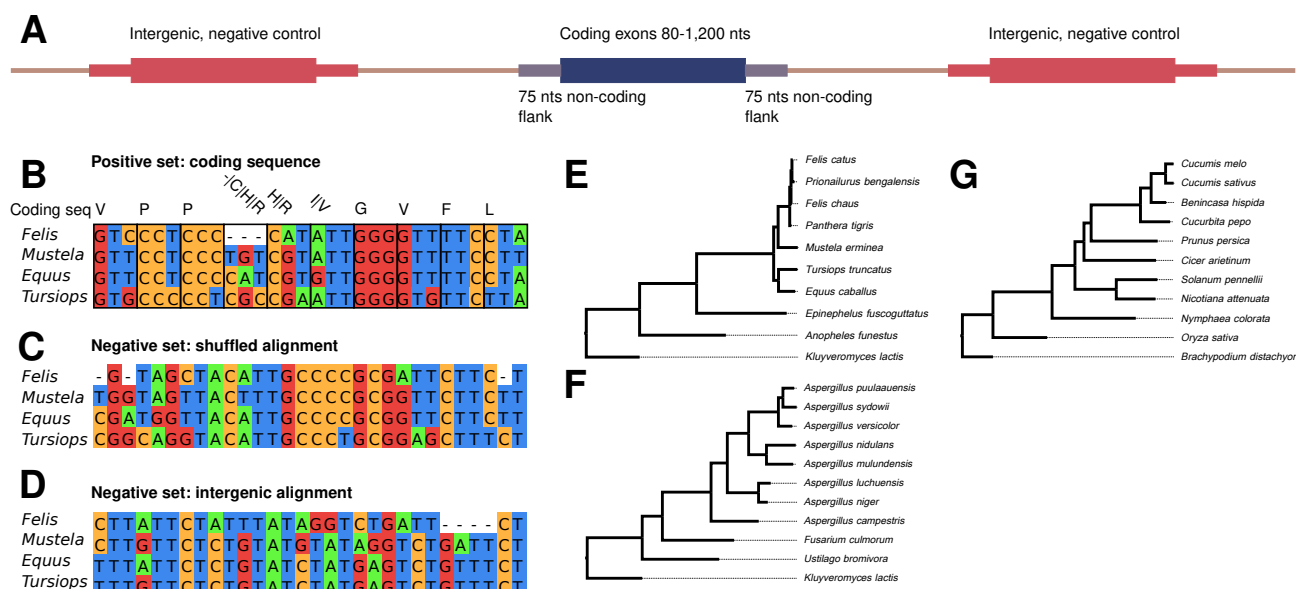 A
Intergenic, negative control
Coding exons 80-1,200 nts
Intergenic, negative control
75 nts non-coding
flank
75 nts non-coding
flank
B
Positive set: coding sequence
Coding seq V P P -|C|H|R H|R I|V G V F L
Felis GTCCCTCCC---CATATTGGGGTTTTCCTA
Mustela GTTCCTCCCTGTCGTATTGGGGTTTTCCTT
Equus GTTCCTCCCCATCGTGTTGGGGTTTTCCTA
Tursiops GTGCCCCCTCGCCGAATTGGGGTGTTCTTA
C
Negative set: shuffled alignment
Felis -G-TAGCTACATTGCCCCGCGATTCTTC-T
Mustela TGGTAGTTACATTGCCCCGCGGTTCTTCTT
Equus CGATGGTTACATTGCCCCGCGGTTCTTCTT
Tursiops CGGCAGGTACATTGCCCTGCGGAGCTTTCT
D
Negative set: intergenic alignment
Felis CTTATTCTATTTATAGGTCTGATT----CT
Mustela CTTGTTCTCTGTATGTATAGGTCTGATTCT
Equus TTTATTCTCTGTATCTATGAGTCTGTTTCT
Tursiops TTTGTTCTCTGTATCTATGAGTCTGTTTCT
E
Felis catus
Prionailurus bengalensis
Felis chaus
Panthera tigris
Mustela erminea
Tursiops truncatus
Equus caballus
Epinephelus fuscoguttatus
Anopheles funestus
Kluyveromyces lactis
F
Aspergillus puulaauensis
Aspergillus sydowii
Aspergillus versicolor
Aspergillus nidulans
Aspergillus mulundensis
Aspergillus luchuensis
Aspergillus niger
Aspergillus campestris
Fusarium culmorum
Ustilago bromivora
Kluyveromyces lactis
G
Cucumis melo
Cucumis sativus
Benincasa hispida
Cucurbita pepo
Prunus persica
Cicer arietinum
Solanum pennellii
Nicotiana attenuata
Nymphaea colorata
Oryza sativa
Brachypodium distachyon